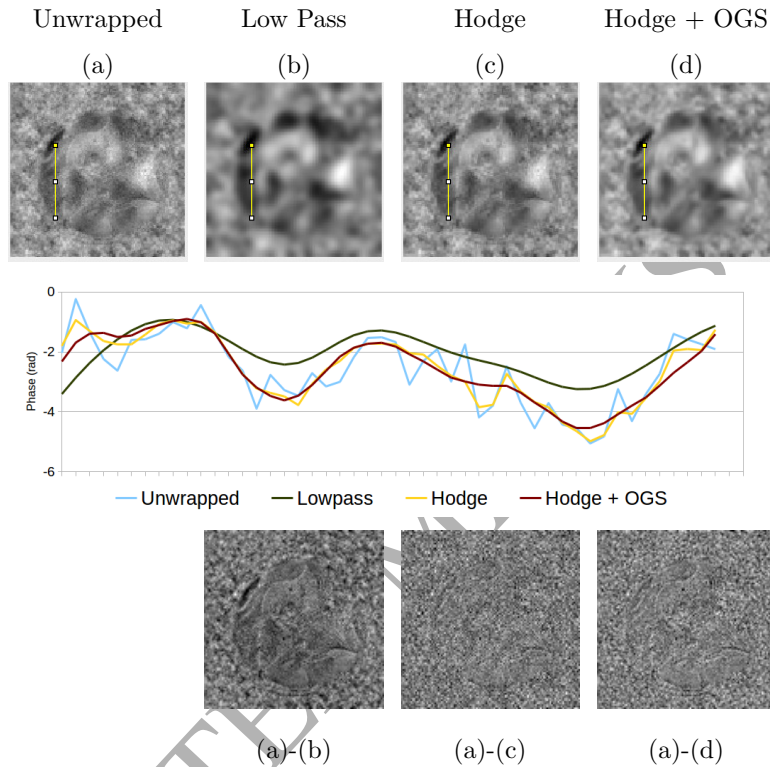 Unwrapped Low Pass Hodge Hodge + OGS
(a) (b) (c) (d)
0
-2
-4
-6
Phase (rad)
Unwrapped Lowpass Hodge Hodge + OGS
(a)-(b) (a)-(c) (a)-(d)